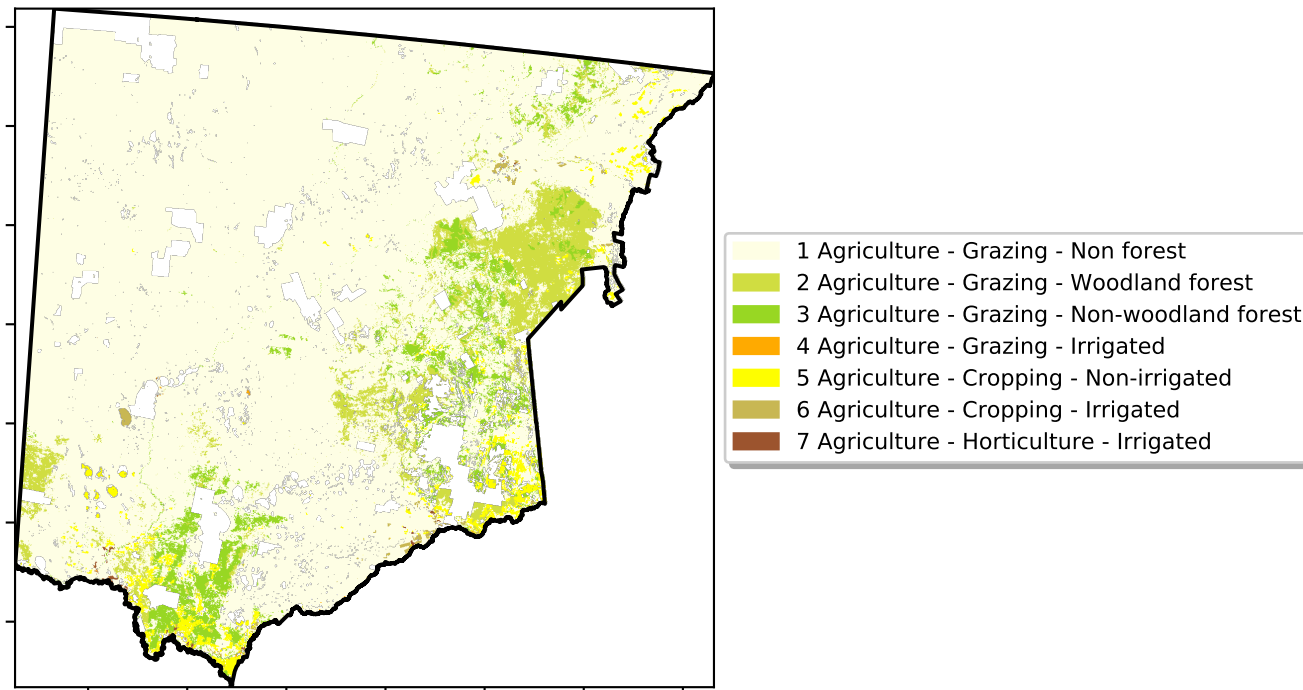 1 Agriculture - Grazing - Non forest
2 Agriculture - Grazing - Woodland forest
3 Agriculture - Grazing - Non-woodland forest
4 Agriculture - Grazing - Irrigated
5 Agriculture - Cropping - Non-irrigated
6 Agriculture - Cropping - Irrigated
7 Agriculture - Horticulture - Irrigated